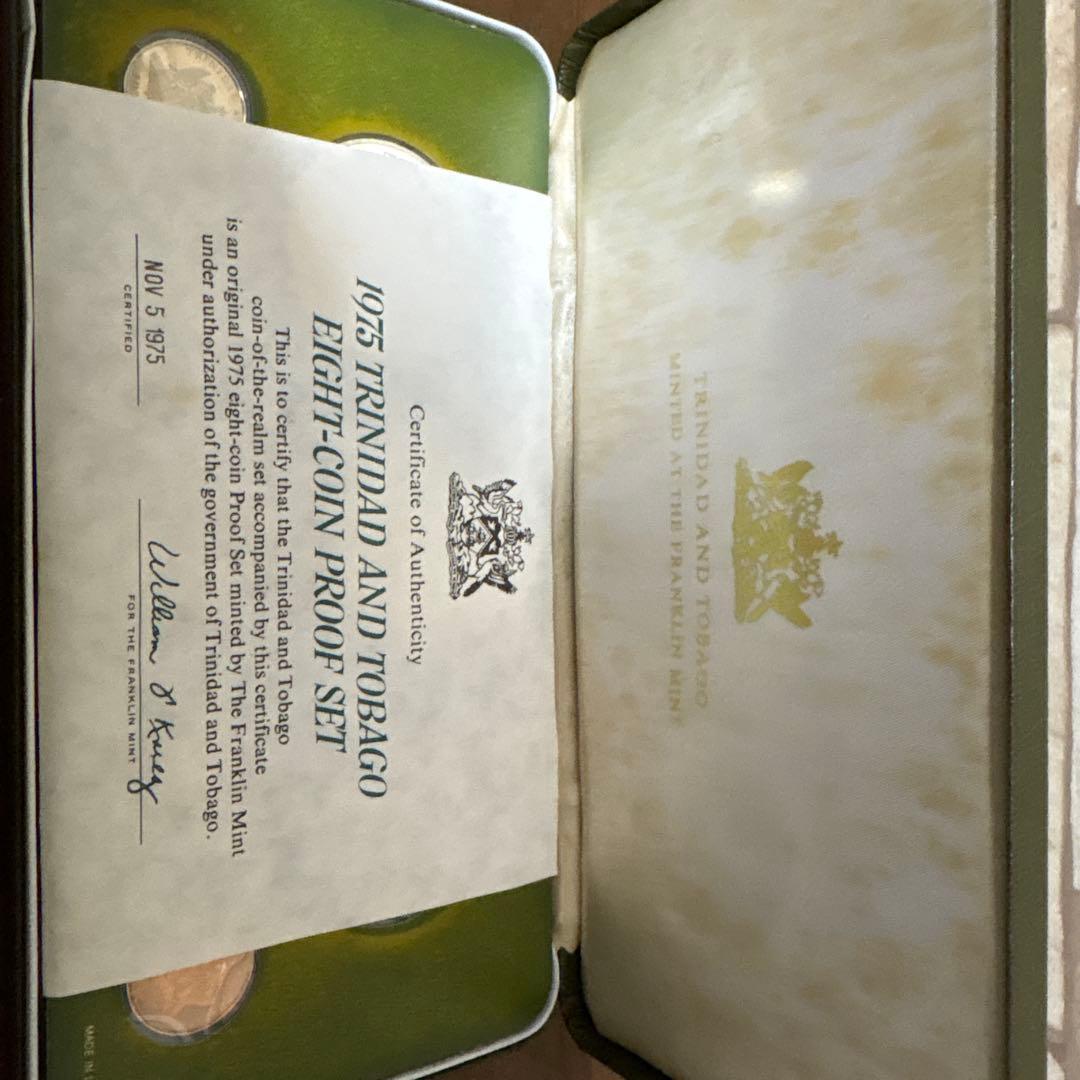 TRINIDAD AND TOBAGO
MINTED AT THE FRANKLIN MINT
Certificate of Authenticity
1975 TRINIDAD AND TOBAGO
EIGHT-COIN PROOF SET
This is to certify that the Trinidad and Tobago
coin-of-the-realm set accompanied by this certificate
is an original 1975 eight-coin Proof Set minted by The Franklin Mint
under authorization of the government of Trinidad and Tobago.
NOV 5 1975
CERTIFIED
William
FOR THE FRANKLIN MINT
MADE IN